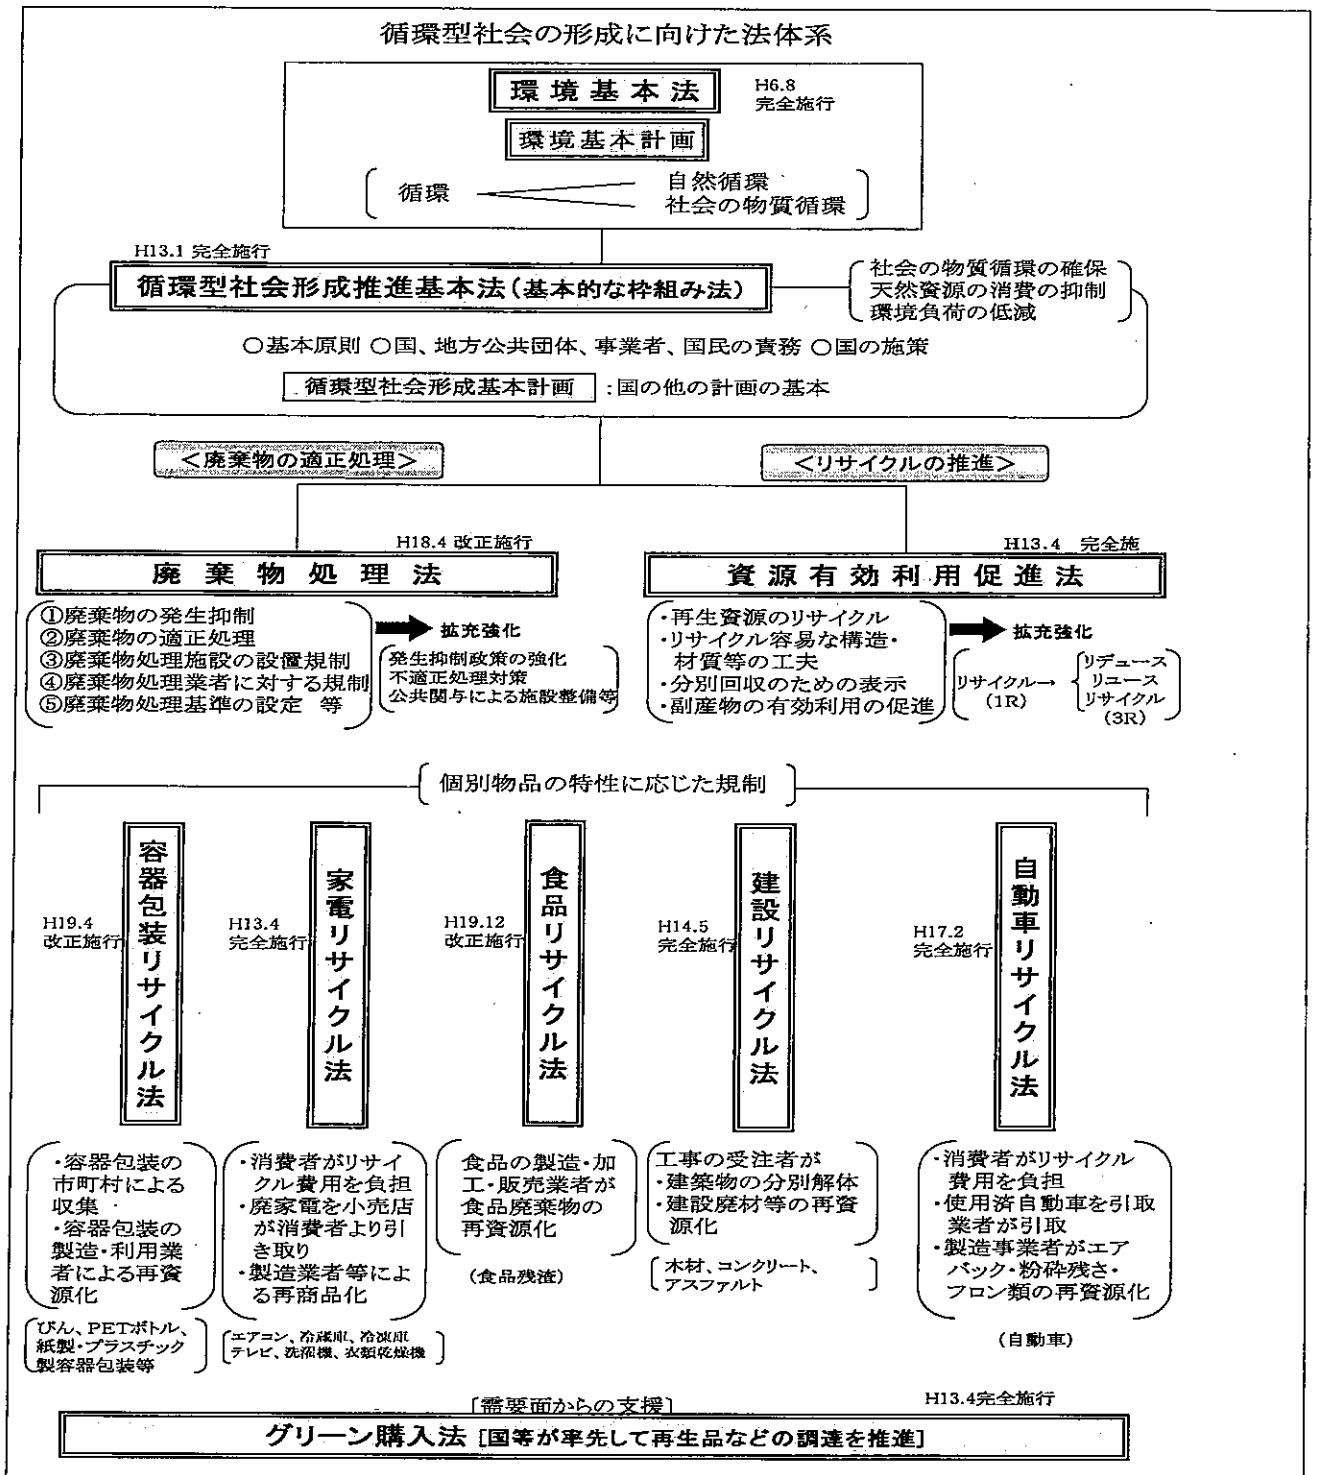 循環型社会の形成に向けた法体系
環境基本法
H6.8
完全施行
環境基本計画
循環
自然循環
社会の物質循環
H13.1 完全施行
循環型社会形成推進基本法(基本的な枠組み法)
社会の物質循環の確保
天然資源の消費の抑制
環境負荷の低減
○基本原則 ○国、地方公共団体、事業者、国民の責務 ○国の施策
循環型社会形成基本計画 :国の他の計画の基本
<廃棄物の適正処理>
<リサイクルの推進>
H18.4 改正施行
廃棄物処理法
①廃棄物の発生抑制
②廃棄物の適正処理
③廃棄物処理施設の設置規制
④廃棄物処理業者に対する規制
⑤廃棄物処理基準の設定 等
拡充強化
発生抑制政策の強化
不適正処理対策
公共関与による施設整備等
H13.4 完全施
資源有効利用促進法
・再生資源のリサイクル
・リサイクル容易な構造・
材質等の工夫
・分別回収のための表示
・副産物の有効利用の促進
拡充強化
リサイクル→
(1R)
リデュース
リユース
リサイクル
(3R)
個別物品の特性に応じた規制
H19.4
改正施行
容器包装リサイクル法
H13.4
完全施行
家電リサイクル法
H19.12
改正施行
食品リサイクル法
H14.5
完全施行
建設リサイクル法
H17.2
完全施行
自動車リサイクル法
・容器包装の
市町村による
収集
・容器包装の
製造・利用業
者による再資
源化
びん、PETボトル、
紙製・プラスチック
製容器包装等
・消費者がリサイ
クル費用を負担
・廃家電を小売店
が消費者より引
き取り
・製造業者等によ
る再商品化
エアコン、冷蔵庫、冷凍庫
テレビ、洗濯機、衣類乾燥機
食品の製造・加
工・販売業者が
食品廃棄物の
再資源化
(食品残渣)
工事の受注者が
・建築物の分別解体
・建設廃材等の再資
源化
木材、コンクリート、
アスファルト
・消費者がリサイクル
費用を負担
・使用済自動車を引取
業者が引取
・製造事業者がエア
バック・粉砕残さ・
フロン類の再資源化
(自動車)
[需要面からの支援]
H13.4完全施行
グリーン購入法 [国等が率先して再生品などの調達を推進]